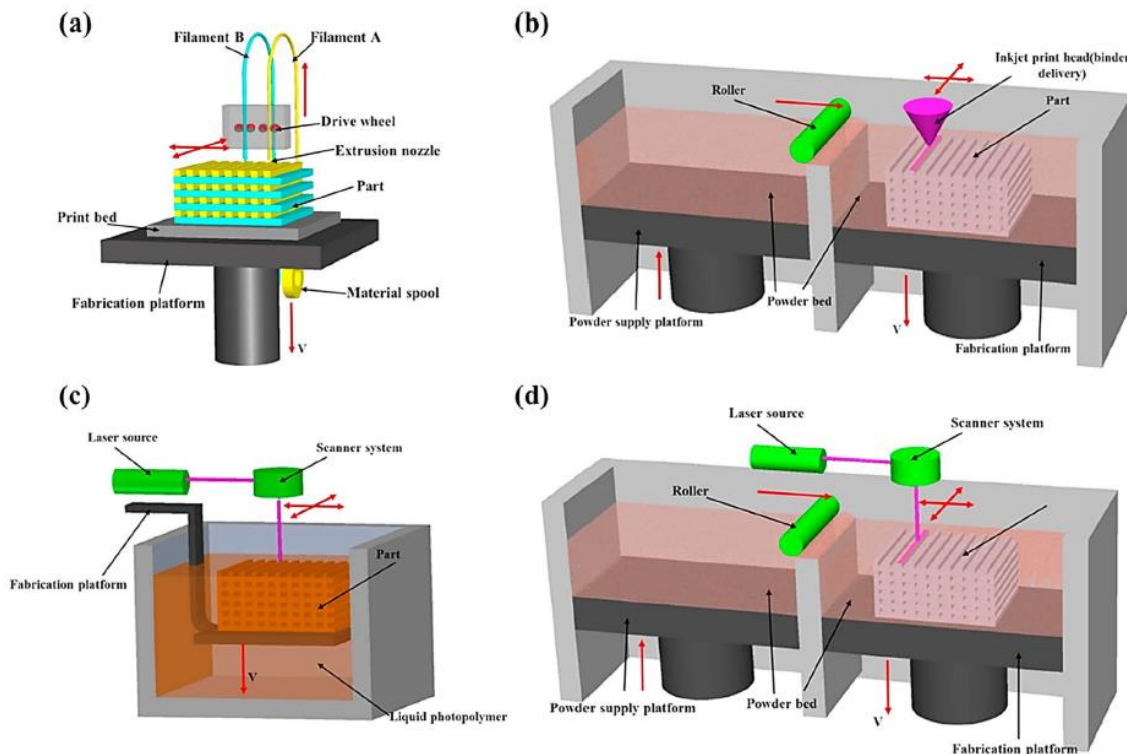 (a)
Filament B
Filament A
Drive wheel
Extrusion nozzle
Part
Print bed
Fabrication platform
Material spool
V
(b)
Inkjet print head(binder
delivery)
Roller
Part
Powder bed
Powder supply platform
V
Fabrication platform
(c)
Laser source
Scanner system
Part
Fabrication platform
V
Liquid photopolymer
(d)
Laser source
Scanner system
Roller
Powder bed
Powder supply platform
V
Fabrication platform